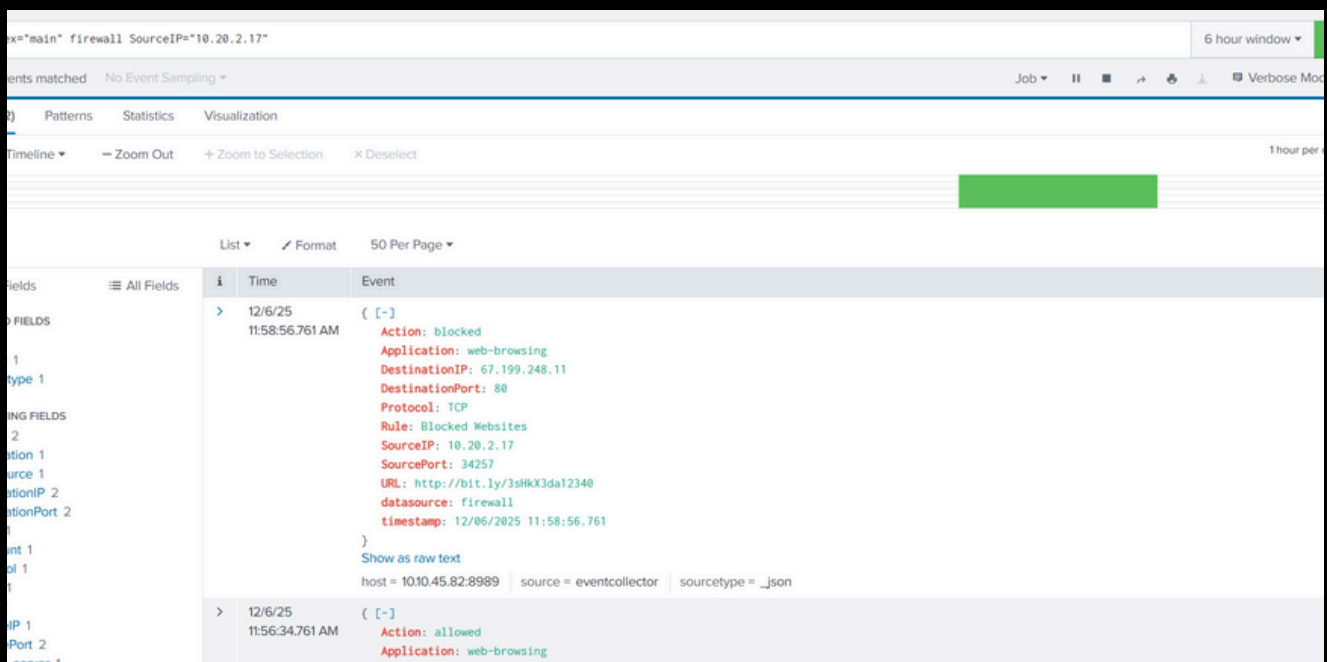 ex="main" firewall SourceIP="10.20.2.17"
6 hour window
ents matched No Event Sampling
Job Verbose Mod
2) Patterns Statistics Visualization
Timeline — Zoom Out + Zoom to Selection × Deselect
1 hour per
List Format 50 Per Page
ields All Fields i Time Event
D FIELDS
1
type 1
ING FIELDS
2
ation 1
urce 1
ationIP 2
ationPort 2
1
unt 1
ol 1
1
IP 1
Port 2
> 12/6/25
11:58:56.761 AM
{ [-]
Action: blocked
Application: web-browsing
DestinationIP: 67.199.248.11
DestinationPort: 80
Protocol: TCP
Rule: Blocked Websites
SourceIP: 10.20.2.17
SourcePort: 34257
URL: http://bit.ly/3sHkX3da12340
datasource: firewall
timestamp: 12/06/2025 11:58:56.761
}
Show as raw text
host = 10.10.45.82:8989 source = eventcollector sourcetype = _json
> 12/6/25
11:56:34.761 AM
{ [-]
Action: allowed
Application: web-browsing